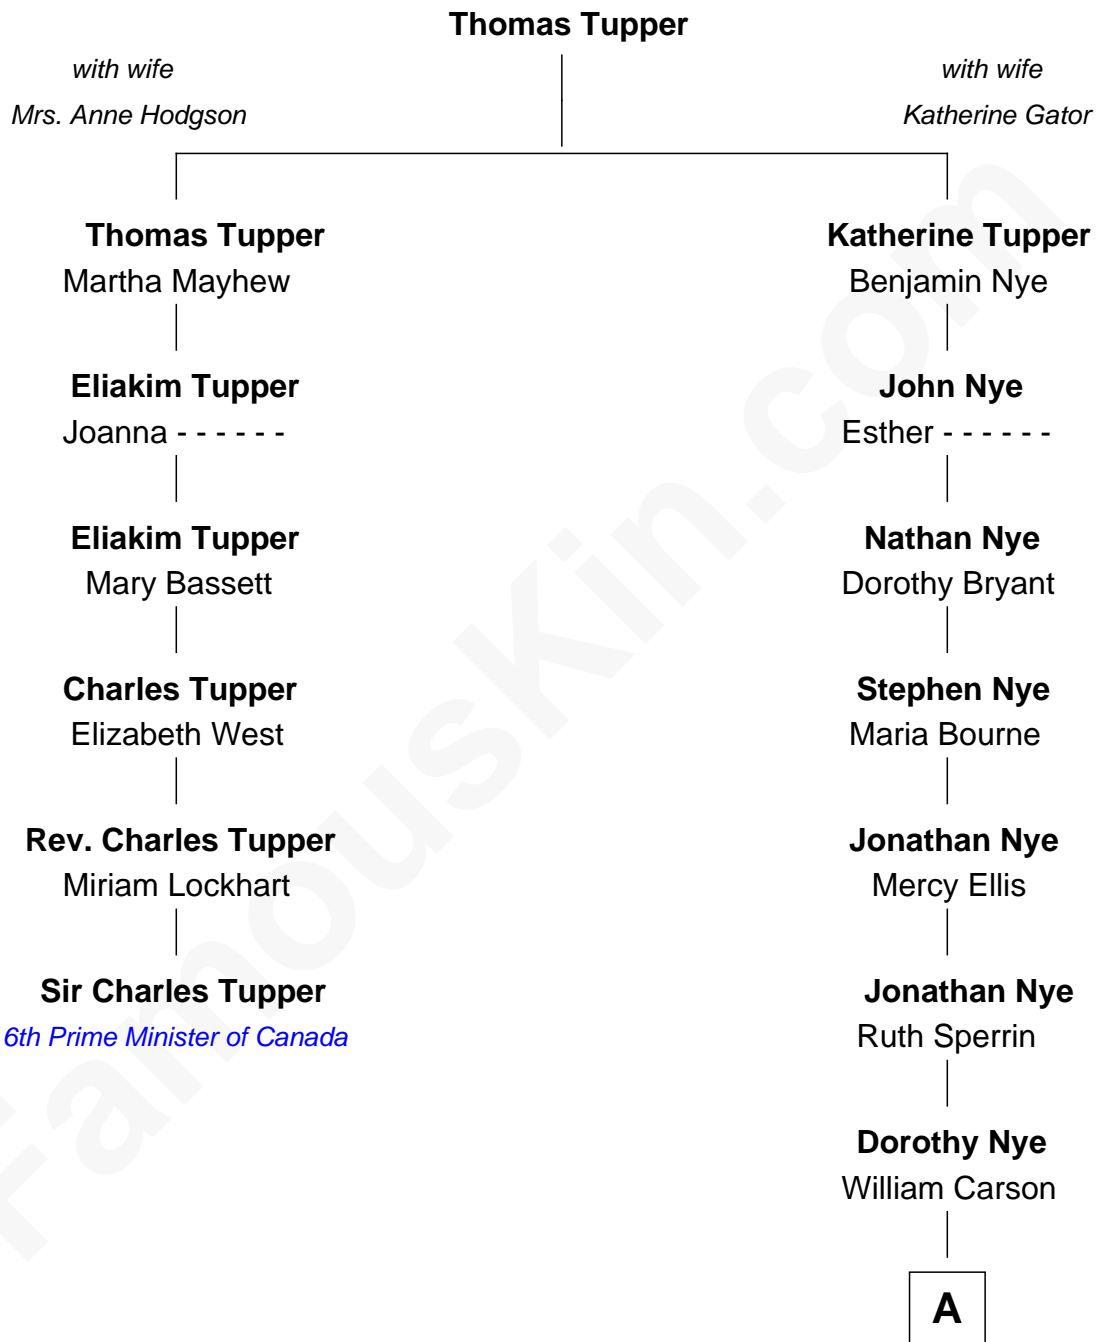 Thomas Tupper
with wife
Mrs. Anne Hodgson
with wife
Katherine Gator
Thomas Tupper
Martha Mayhew
Eliakim Tupper
Joanna - - - - - -
Eliakim Tupper
Mary Bassett
Charles Tupper
Elizabeth West
Rev. Charles Tupper
Miriam Lockhart
Sir Charles Tupper
6th Prime Minister of Canada
Katherine Tupper
Benjamin Nye
John Nye
Esther - - - - - -
Nathan Nye
Dorothy Bryant
Stephen Nye
Maria Bourne
Jonathan Nye
Mercy Ellis
Jonathan Nye
Ruth Sperrin
Dorothy Nye
William Carson
A
FamousKin.com